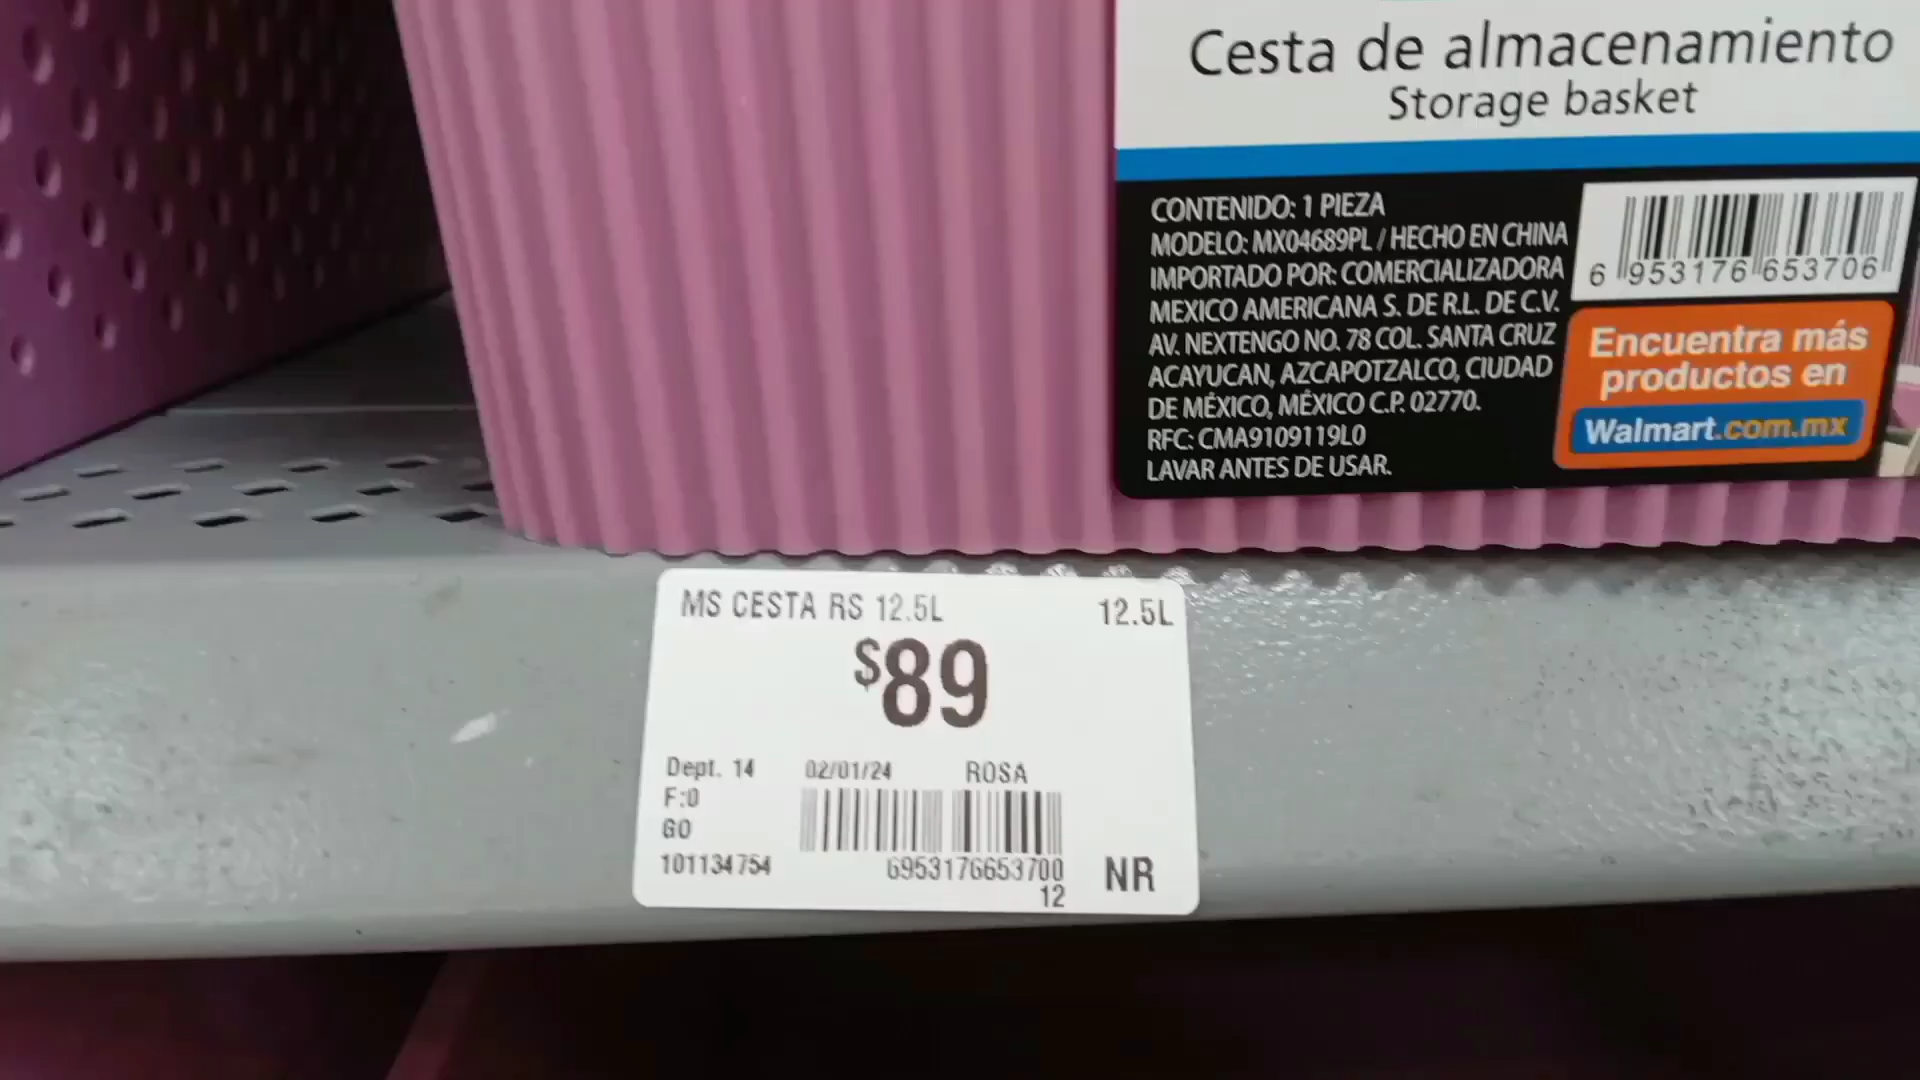 Cesta de almacenamiento
Storage basket
CONTENIDO: 1 PIEZA
MODELO: MX04689PL / HECHO EN CHINA
IMPORTADO POR: COMERCIALIZADORA
MEXICO AMERICANA S. DE R.L. DE C.V.
AV. NEXTENGO NO. 78 COL. SANTA CRUZ
ACAYUCAN, AZCAPOTZALCO, CIUDAD
DE MÉXICO, MÉXICO C.P. 02770.
RFC: CMA9109119L0
LAVAR ANTES DE USAR.
6 953176 653706
Encuentra más
productos en
Walmart.com.mx
MS CESTA RS 12.5L 12.5L
$89
Dept. 14 02/01/24 ROSA
F:0
GO
101134754 6953176653700 NR
12